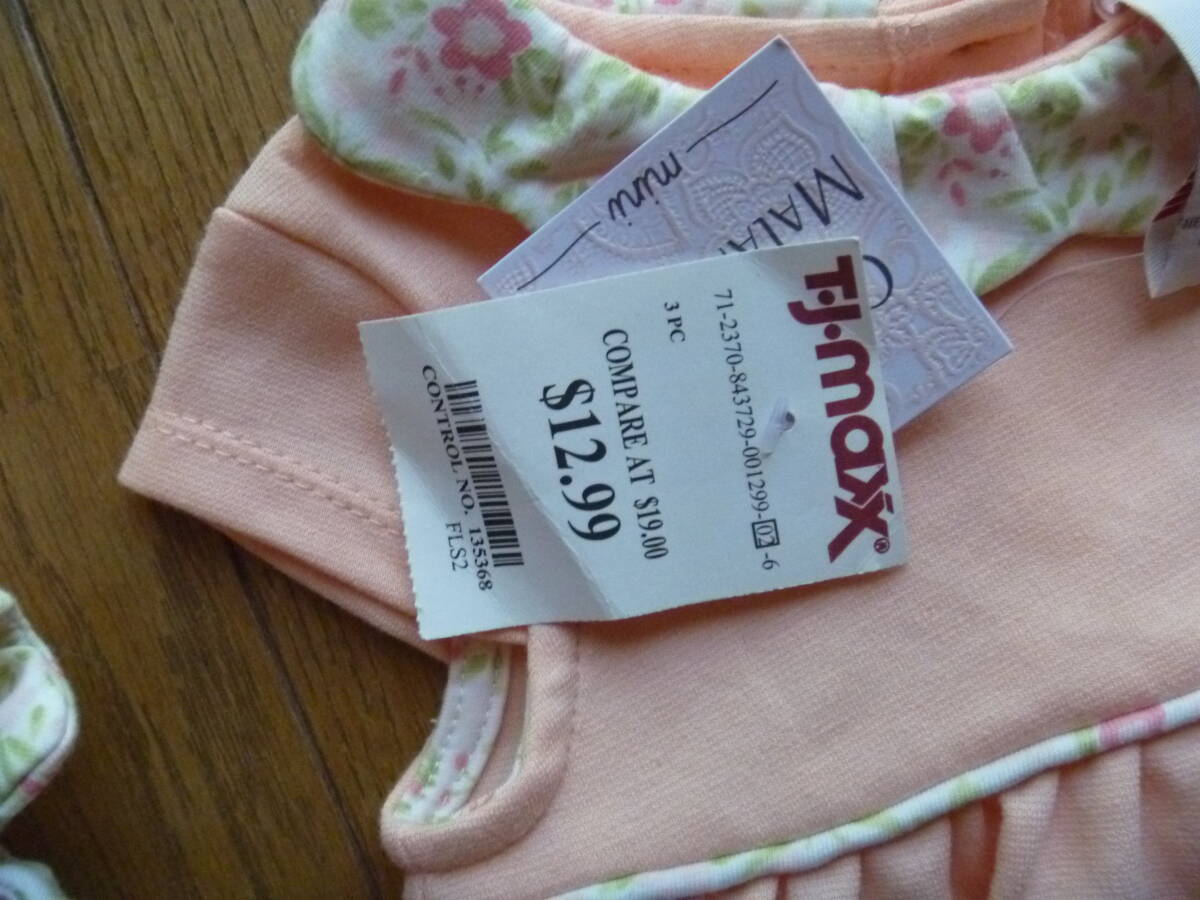 T·J·maxx®
71-2370-843729-001299-02-6
3 PC
COMPARE AT $19.00
$12.99
CONTROL NO. 135368
FLS2
mini